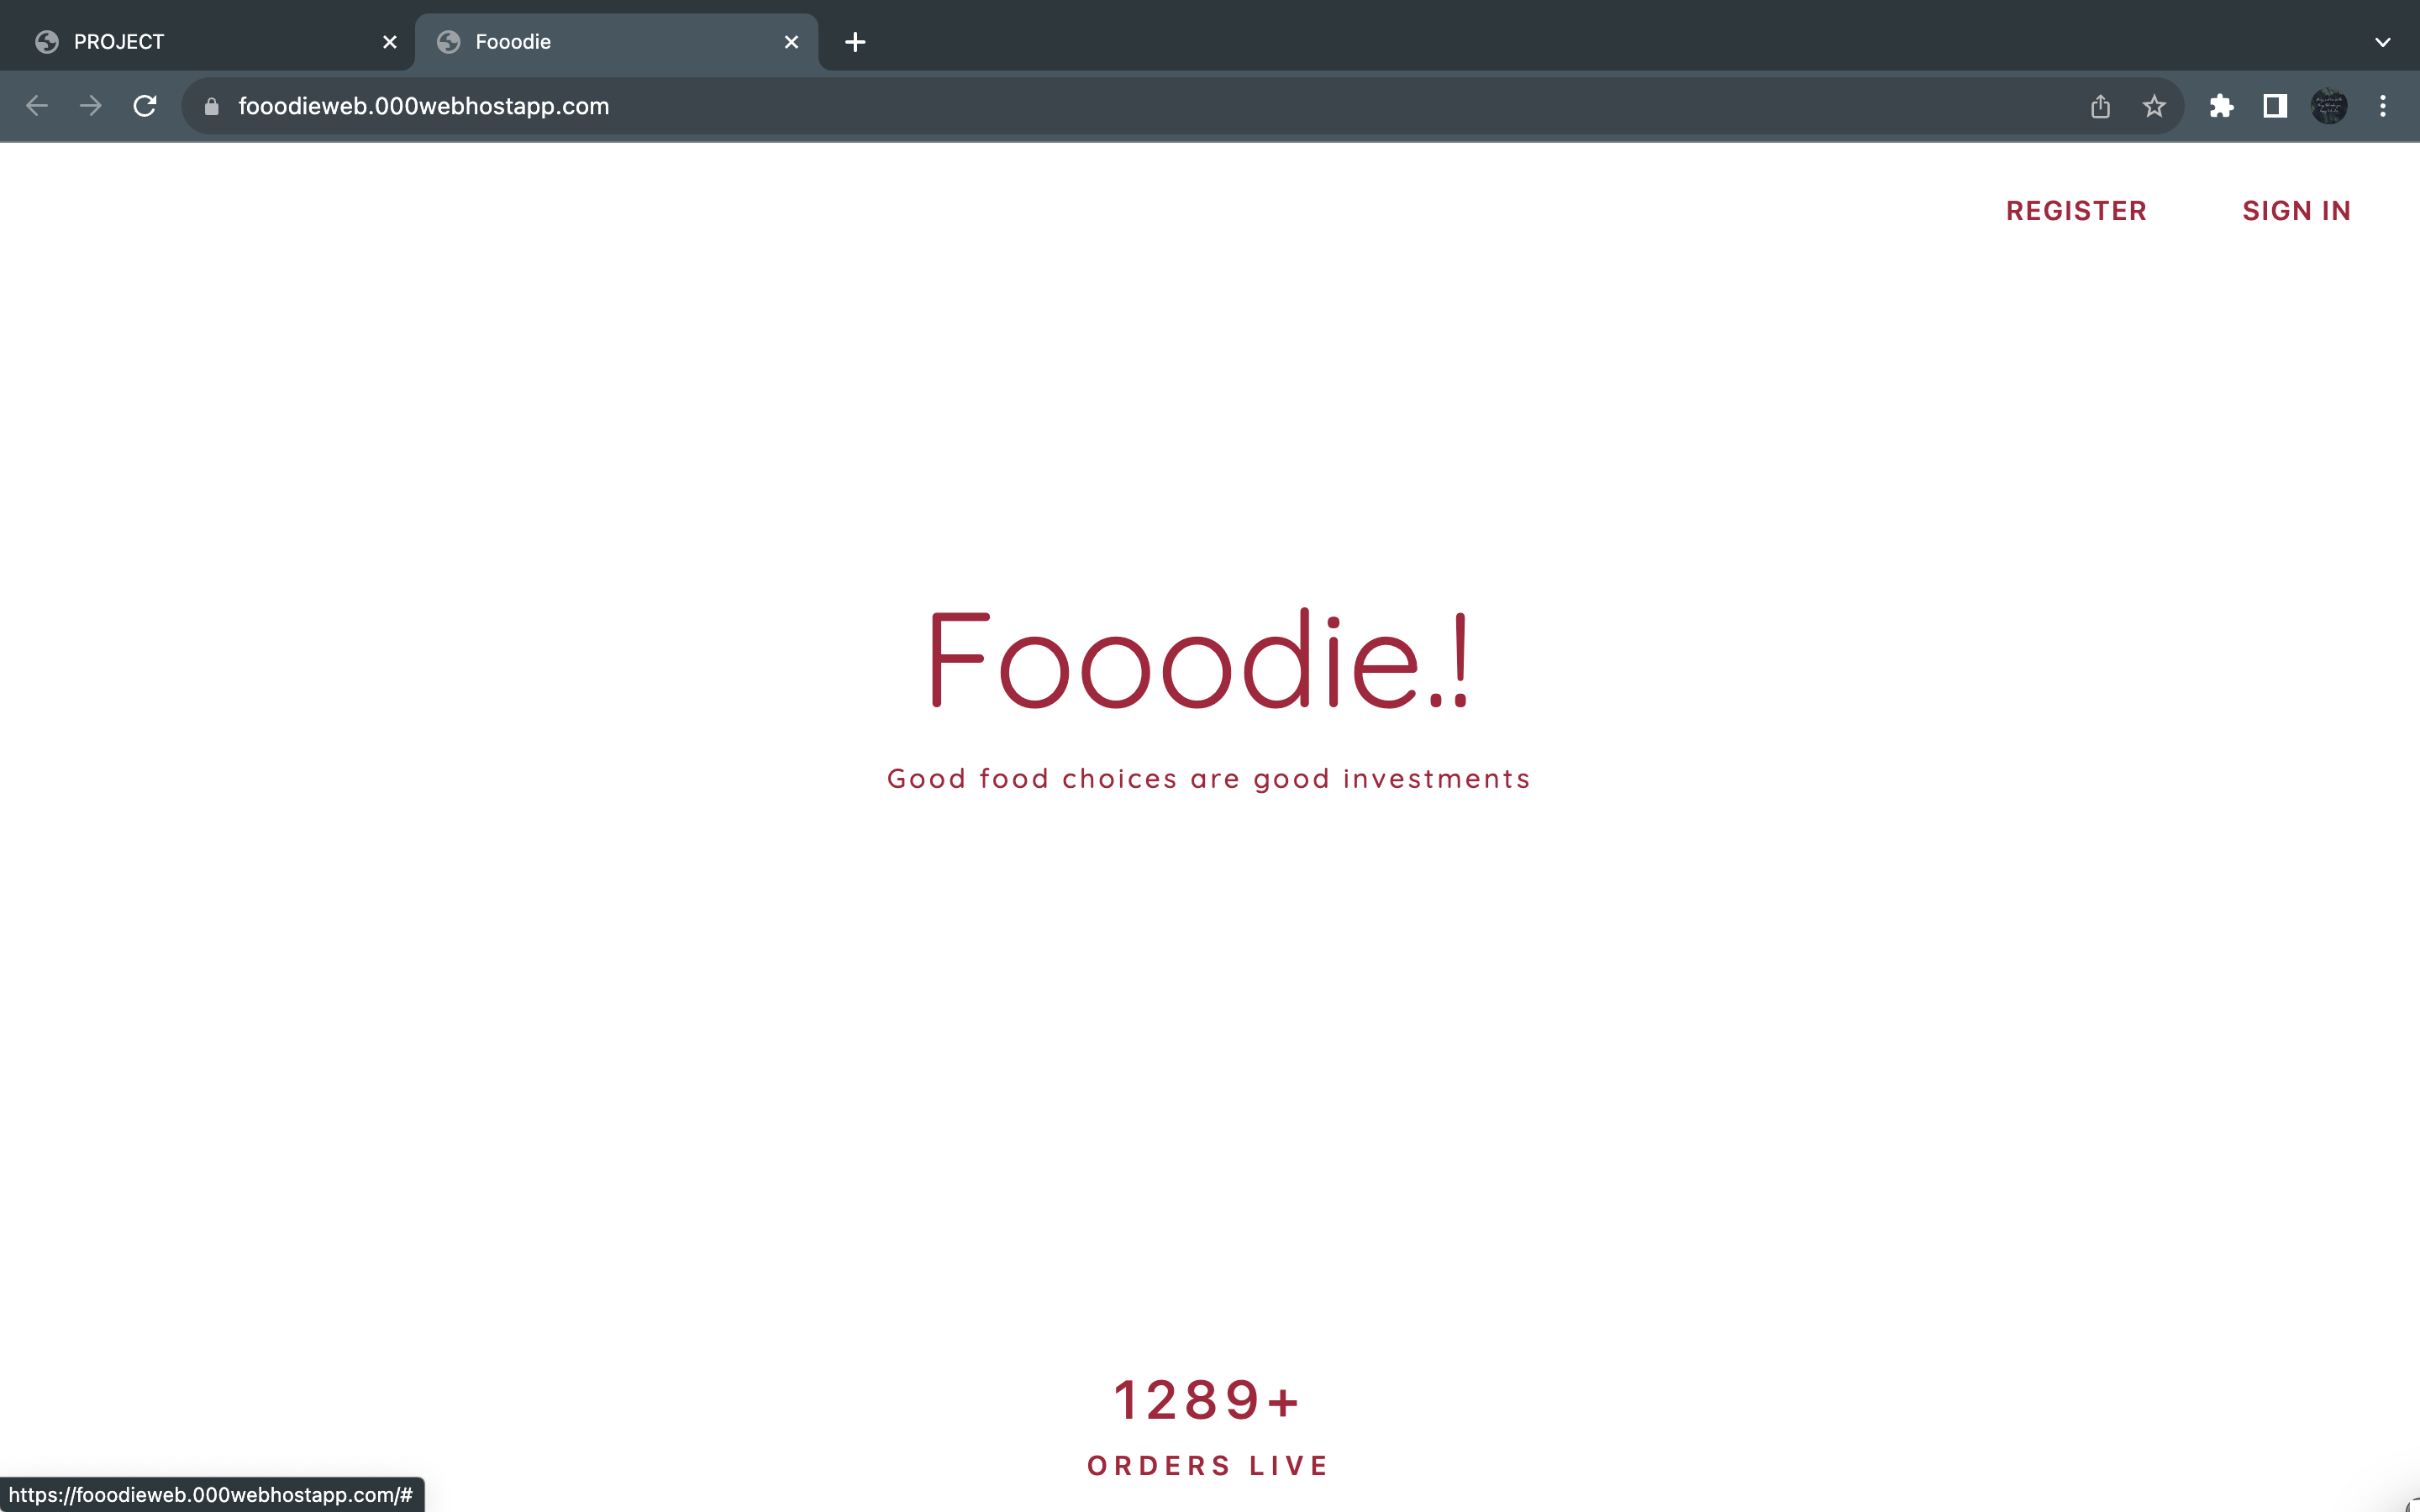 PROJECT
Fooodie
fooodieweb.000webhostapp.com
REGISTER
SIGN IN
Fooodie.!
Good food choices are good investments
1289+
ORDERS LIVE
https://fooodieweb.000webhostapp.com/#